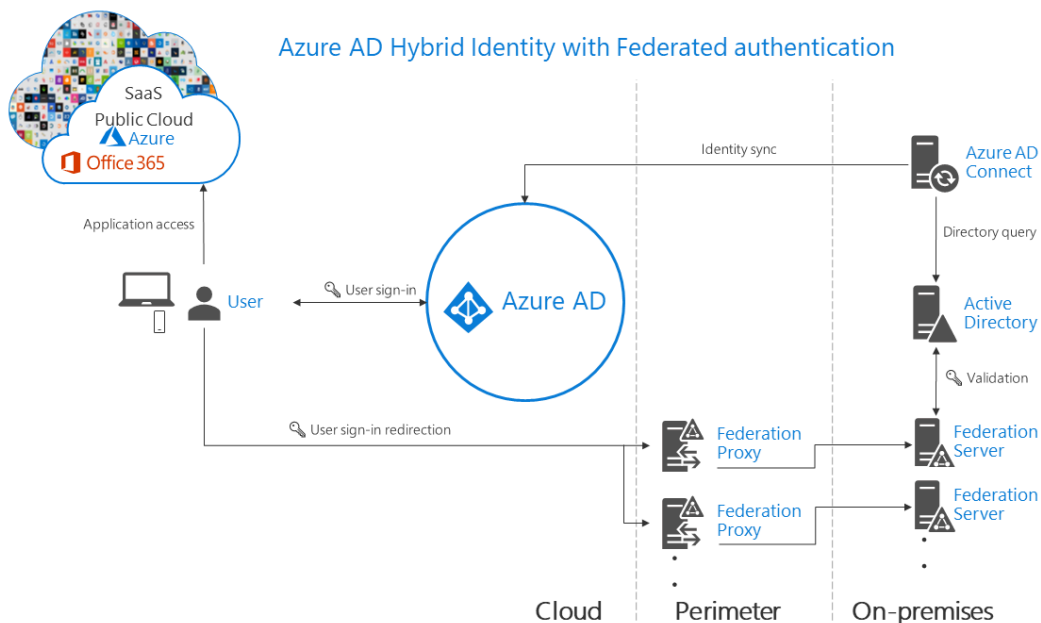 Azure AD Hybrid Identity with Federated authentication
SaaS
Public Cloud
Azure
Office 365
Identity sync
Azure AD
Connect
Application access
Directory query
User
User sign-in
Azure AD
Active
Directory
Validation
User sign-in redirection
Federation
Proxy
Federation
Server
Federation
Proxy
Federation
Server
Cloud
Perimeter
On-premises